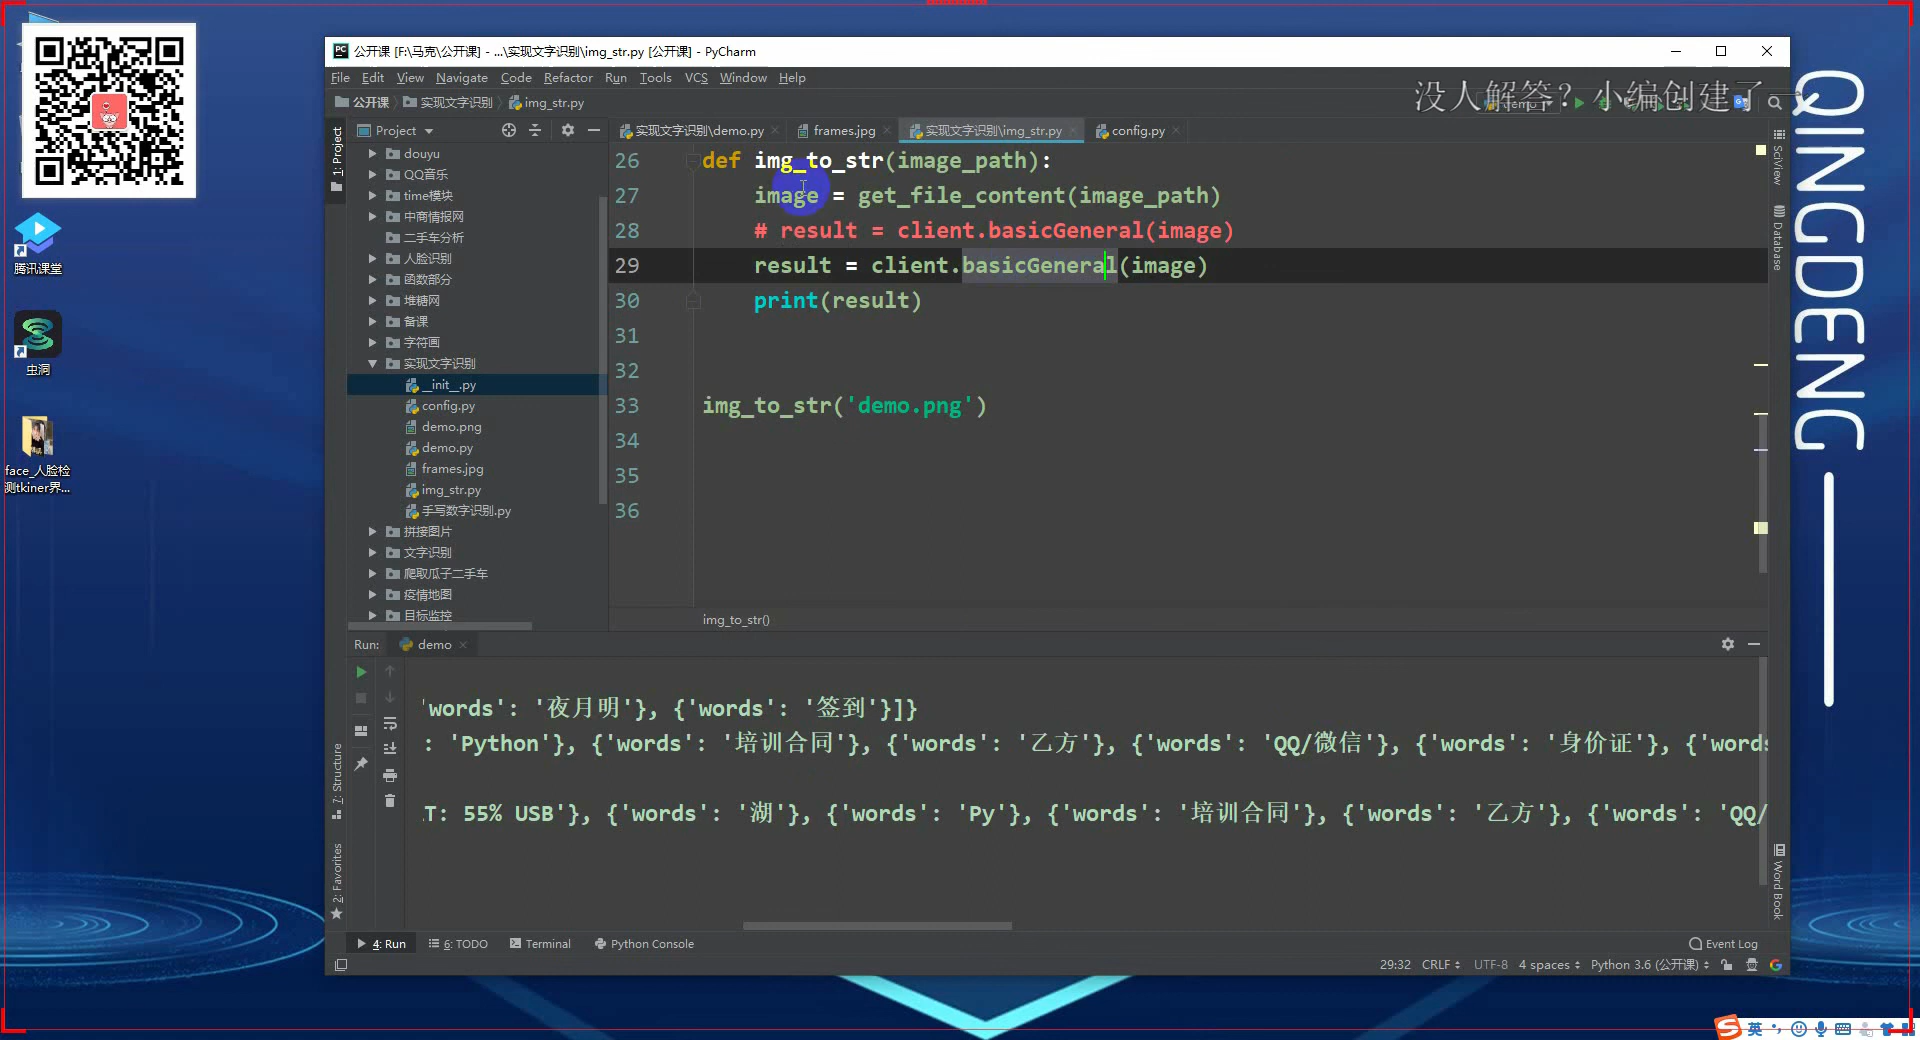 公开课 [F:\马克\公开课] - ...\实现文字识别\img_str.py [公开课] - PyCharm
File Edit View Navigate Code Refactor Run Tools VCS Window Help
公开课 实现文字识别 img_str.py
没人解答？小编创建了一
Project
实现文字识别\demo.py frames.jpg 实现文字识别\img_str.py config.py
1: Project
douyu
QQ音乐
time模块
中商情报网
二手车分析
人脸识别
函数部分
堆糖网
备课
字符画
实现文字识别
__init__.py
config.py
demo.png
demo.py
frames.jpg
img_str.py
手写数字识别.py
拼接图片
文字识别
爬取瓜子二手车
疫情地图
目标监控
26 def img_to_str(image_path):
27 image = get_file_content(image_path)
28 # result = client.basicGeneral(image)
29 result = client.basicGeneral(image)
30 print(result)
31
32
33 img_to_str('demo.png')
34
35
36
img_to_str()
SciView
Database
Word Book
Run: demo
'words': '夜月明'}, {'words': '签到'}]}
: 'Python'}, {'words': '培训合同'}, {'words': '乙方'}, {'words': 'QQ/微信'}, {'words': '身价证'}, {'words
.T: 55% USB'}, {'words': '湖'}, {'words': 'Py'}, {'words': '培训合同'}, {'words': '乙方'}, {'words': 'QQ/
7: Structure
2: Favorites
4: Run 6: TODO Terminal Python Console Event Log
29:32 CRLF UTF-8 4 spaces Python 3.6 (公开课)
腾讯课堂
虫洞
face_人脸检
测tkiner界...
QINGDENG
英